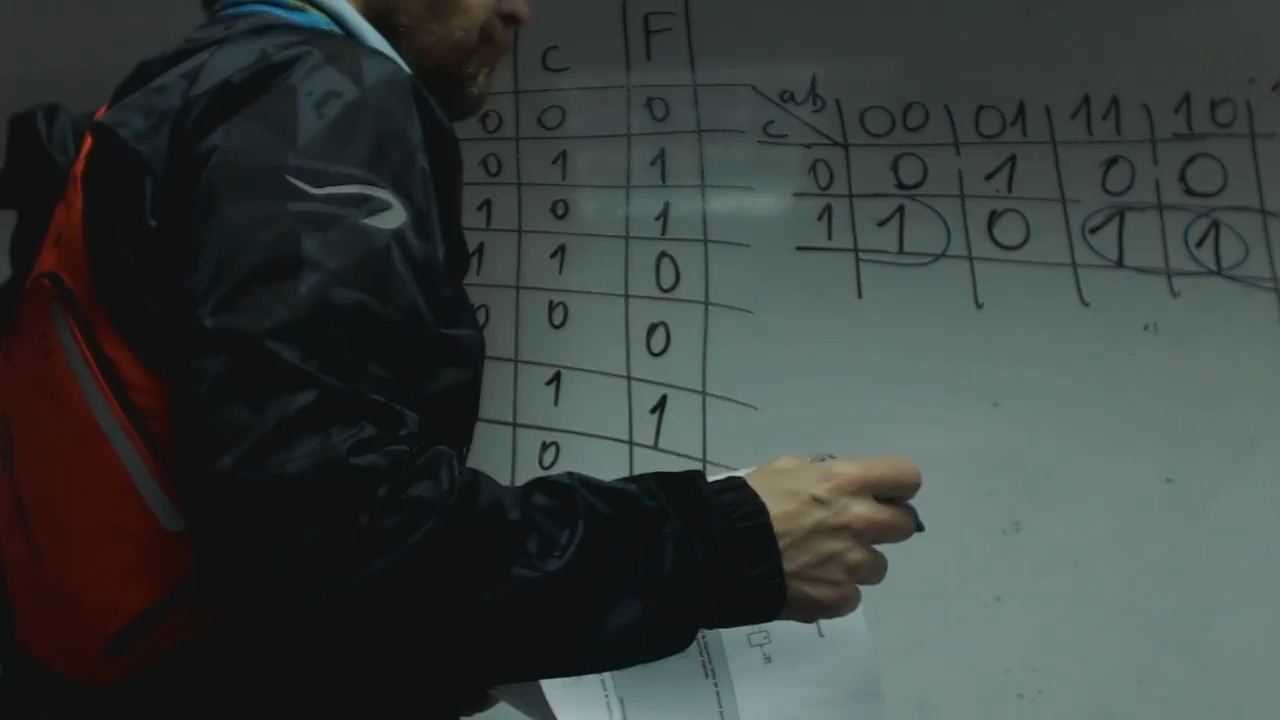 C F
0 0 0
0 1 1
1 0 1
1 1 0
0 0 0
1 1
0
ab 00 01 11 10
c
0 0 1 0 0
1 1 0 1 1